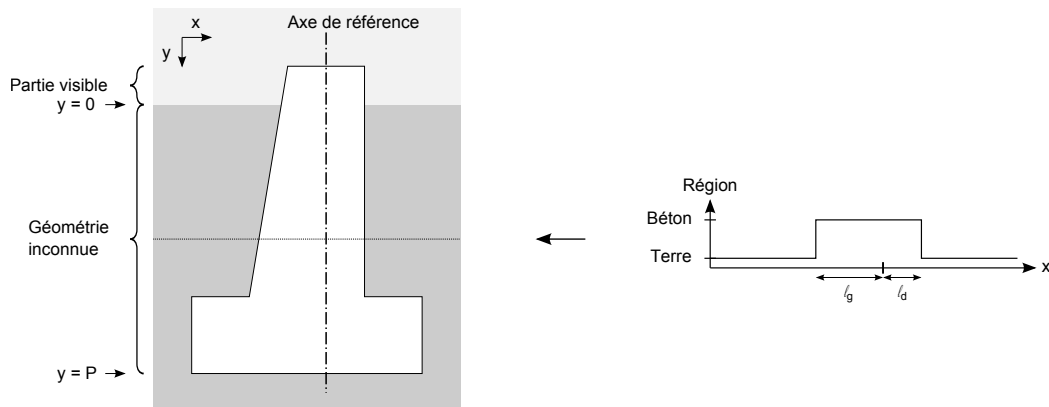 x
y
Axe de référence
Partie visible
y = 0
Géométrie
inconnue
y = P
Région
Béton
Terre
x
ℓg
ℓd